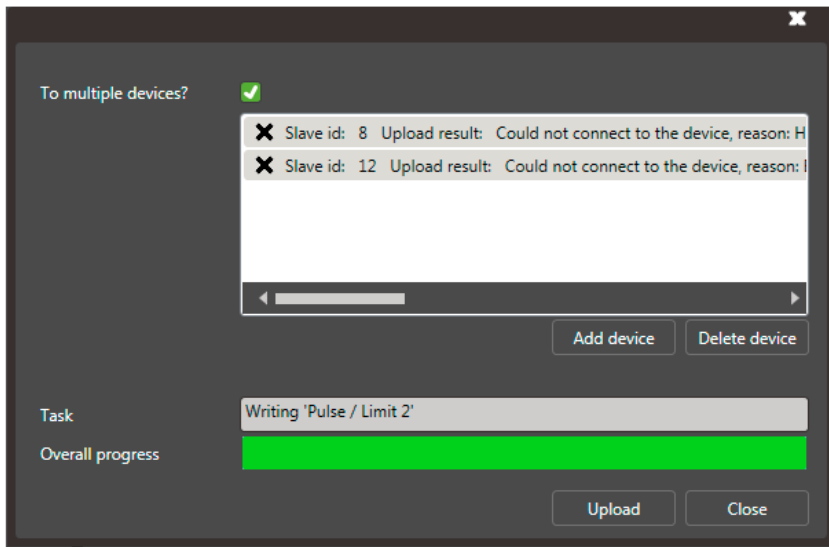 To multiple devices?
Slave id: 8 Upload result: Could not connect to the device, reason: H
Slave id: 12 Upload result: Could not connect to the device, reason:
Add device Delete device
Task Writing 'Pulse / Limit 2'
Overall progress
Upload Close